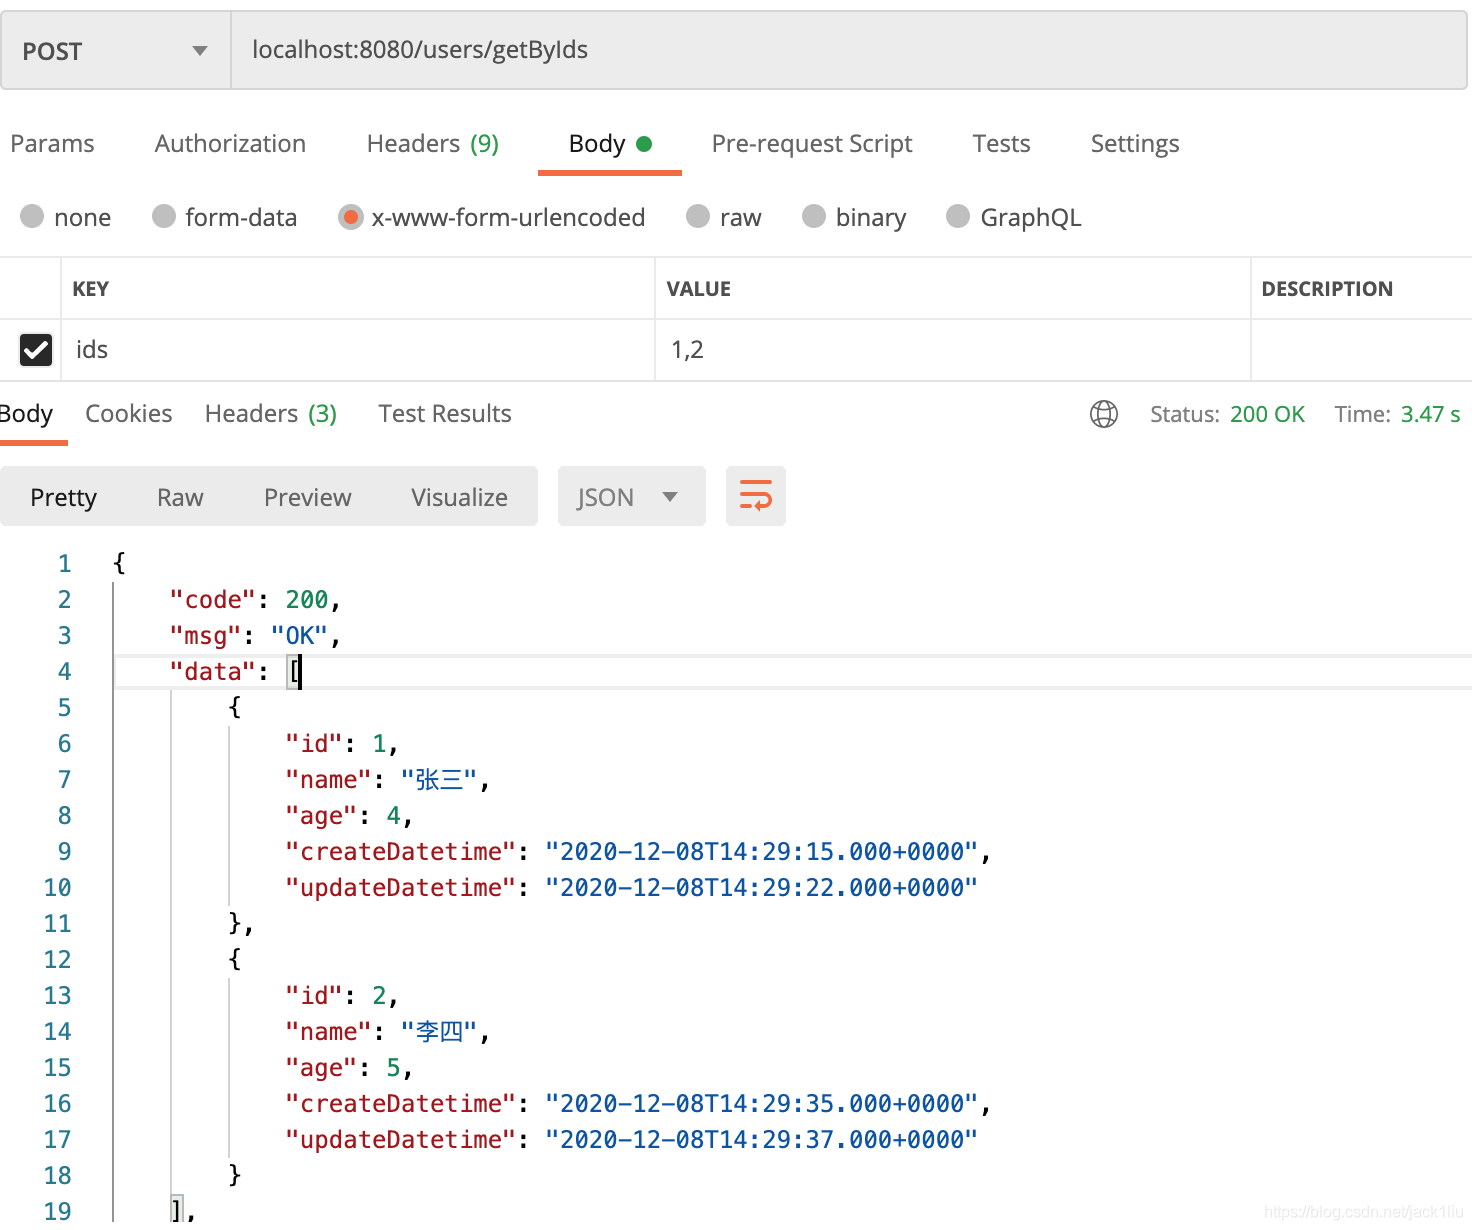 POST localhost:8080/users/getByIds
Params Authorization Headers (9) Body Pre-request Script Tests Settings
none form-data x-www-form-urlencoded raw binary GraphQL
KEY VALUE DESCRIPTION
ids 1,2
Body Cookies Headers (3) Test Results Status: 200 OK Time: 3.47 s
Pretty Raw Preview Visualize JSON
1 {
2 "code": 200,
3 "msg": "OK",
4 "data": [
5 {
6 "id": 1,
7 "name": "张三",
8 "age": 4,
9 "createDatetime": "2020-12-08T14:29:15.000+0000",
10 "updateDatetime": "2020-12-08T14:29:22.000+0000"
11 },
12 {
13 "id": 2,
14 "name": "李四",
15 "age": 5,
16 "createDatetime": "2020-12-08T14:29:35.000+0000",
17 "updateDatetime": "2020-12-08T14:29:37.000+0000"
18 }
19 ],
https://blog.csdn.net/jack1liu